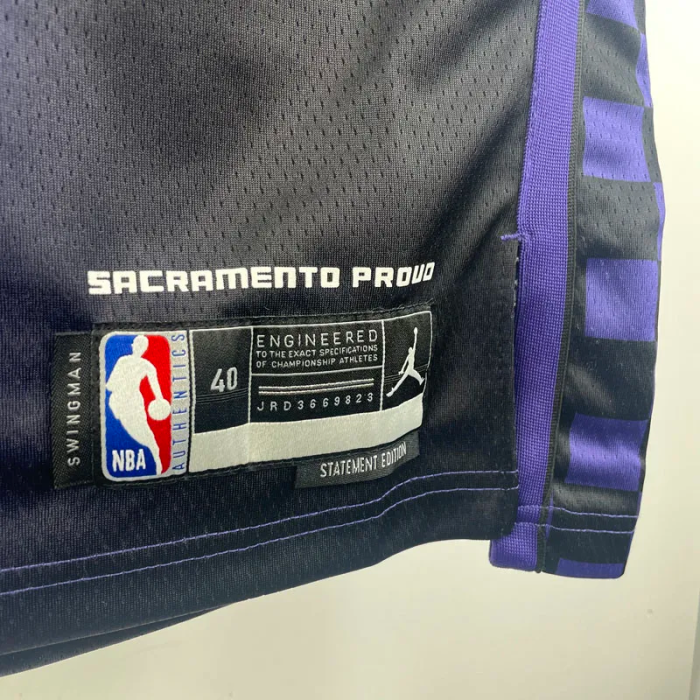 SACRAMENTO PROUD
SWINGMAN
NBA
AUTHENTICS
40
ENGINEERED
TO THE EXACT SPECIFICATIONS
OF CHAMPIONSHIP ATHLETES
JRD3669823
STATEMENT EDITION